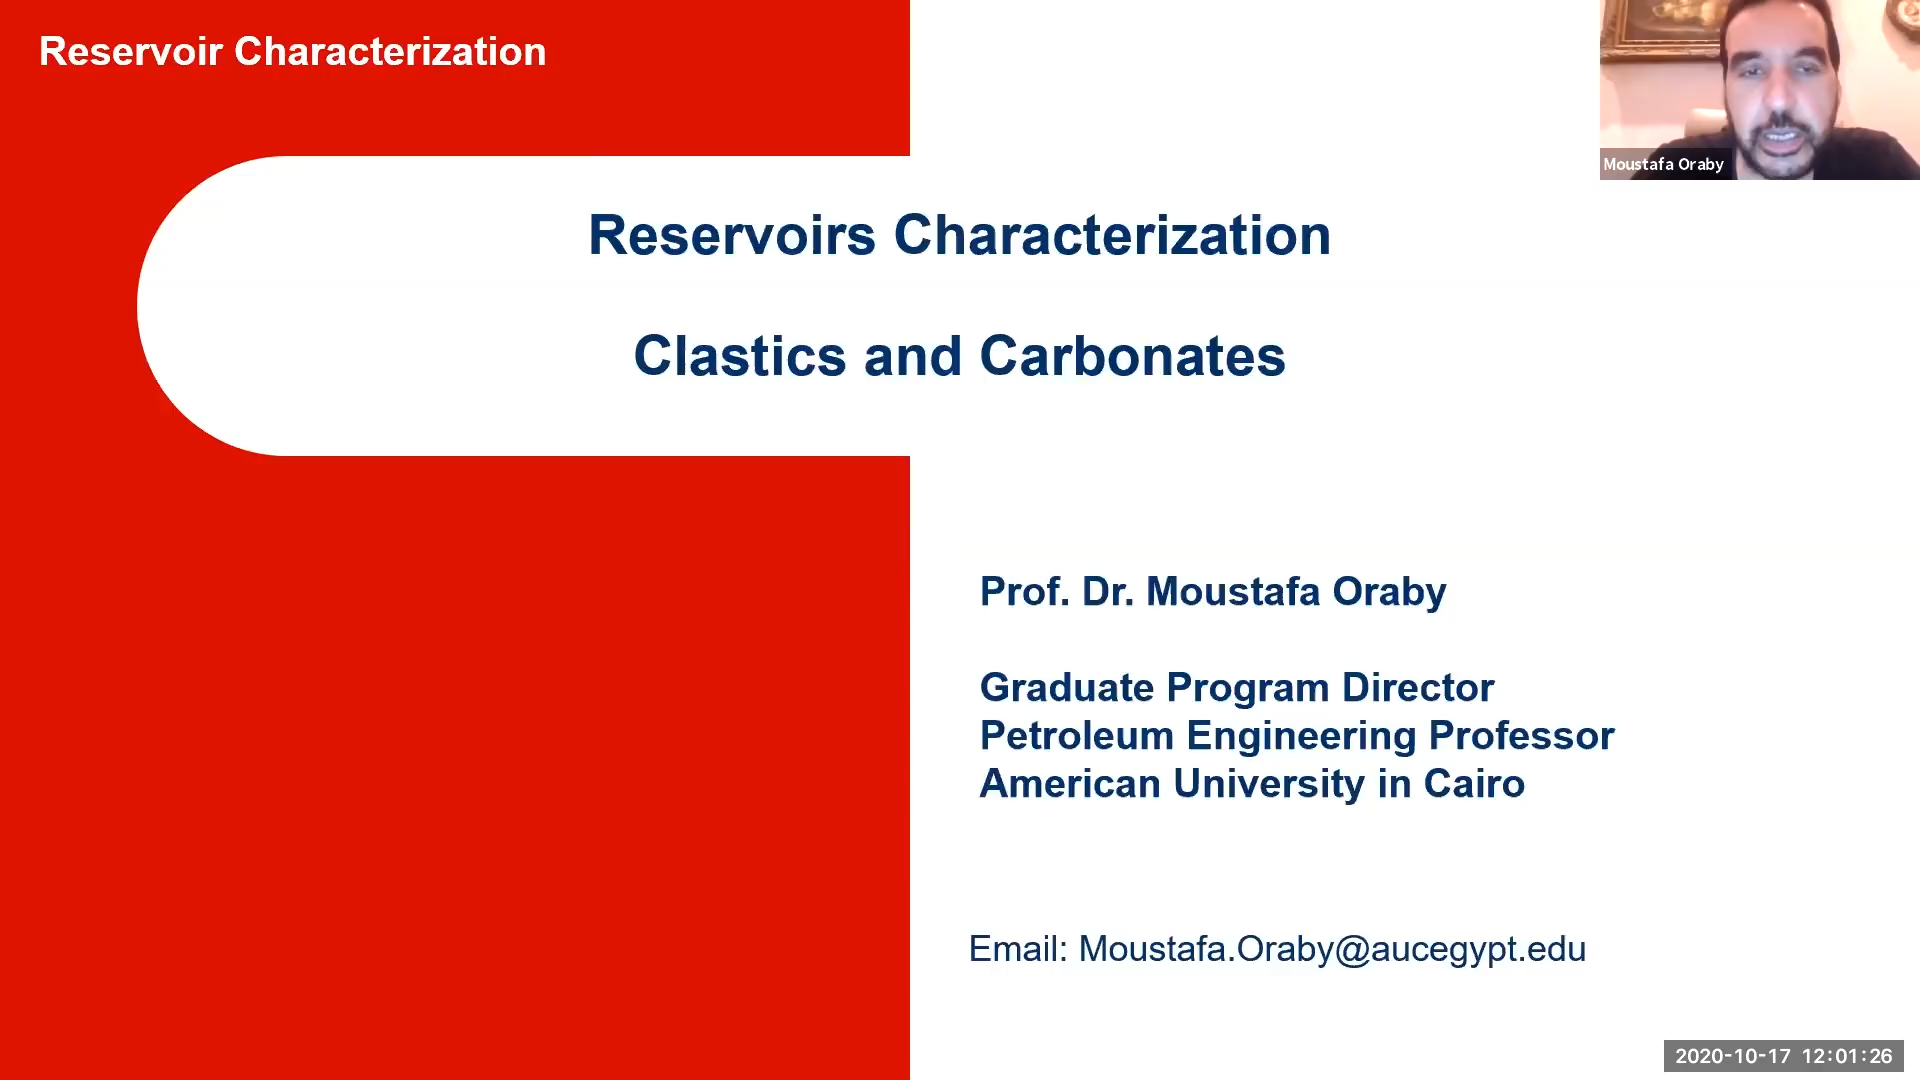 Reservoir Characterization
Moustafa Oraby
Reservoirs Characterization
Clastics and Carbonates
Prof. Dr. Moustafa Oraby
Graduate Program Director
Petroleum Engineering Professor
American University in Cairo
Email: Moustafa.Oraby@aucegypt.edu
2020-10-17 12:01:26